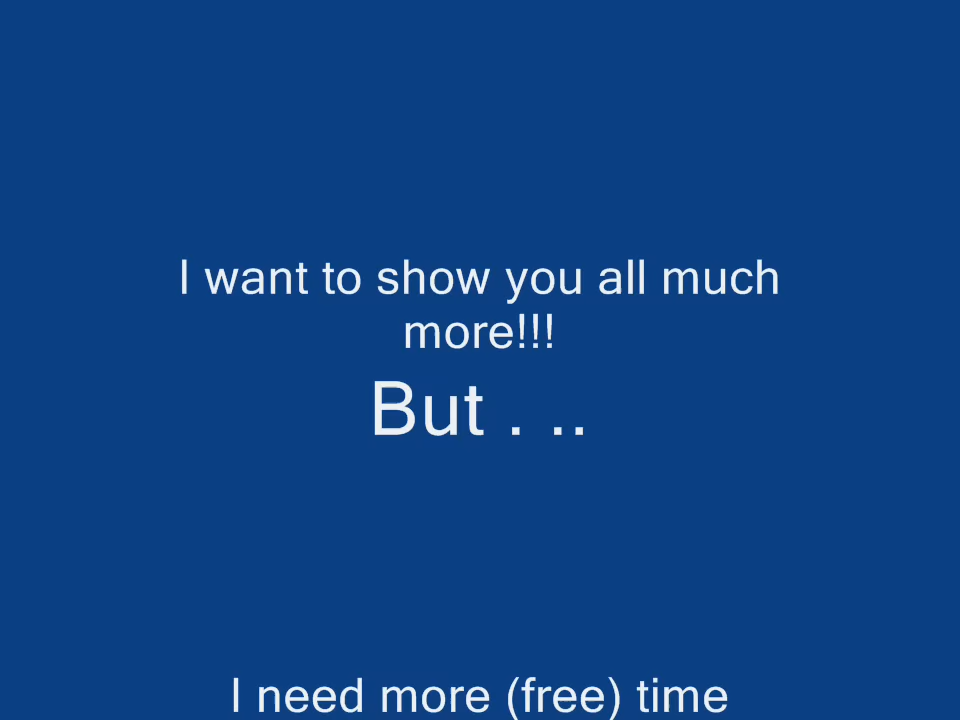 I want to show you all much
more!!!
But . ..
I need more (free) time